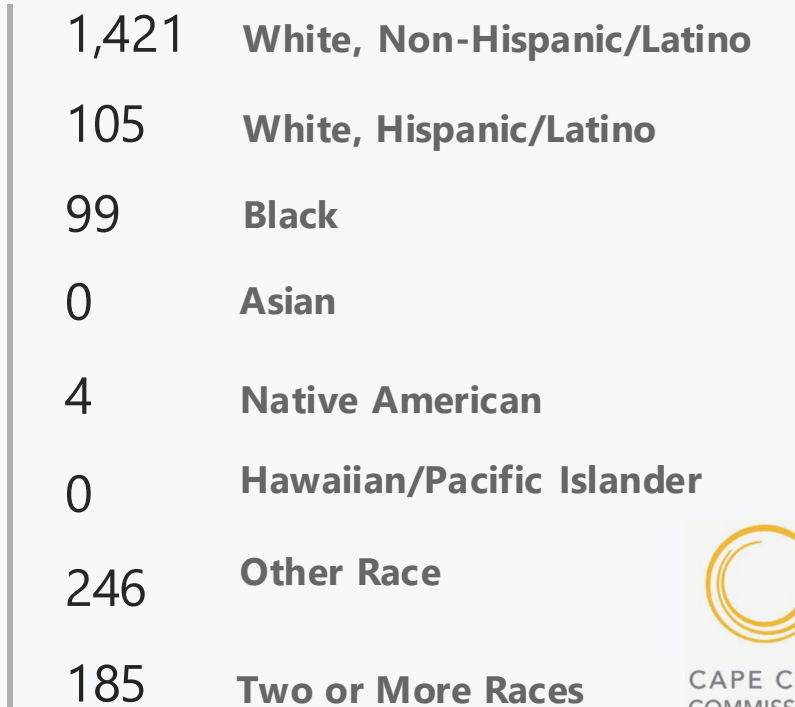 1,421 White, Non-Hispanic/Latino
105 White, Hispanic/Latino
99 Black
0 Asian
4 Native American
0 Hawaiian/Pacific Islander
246 Other Race
185 Two or More Races
CAPE C
COMMISS